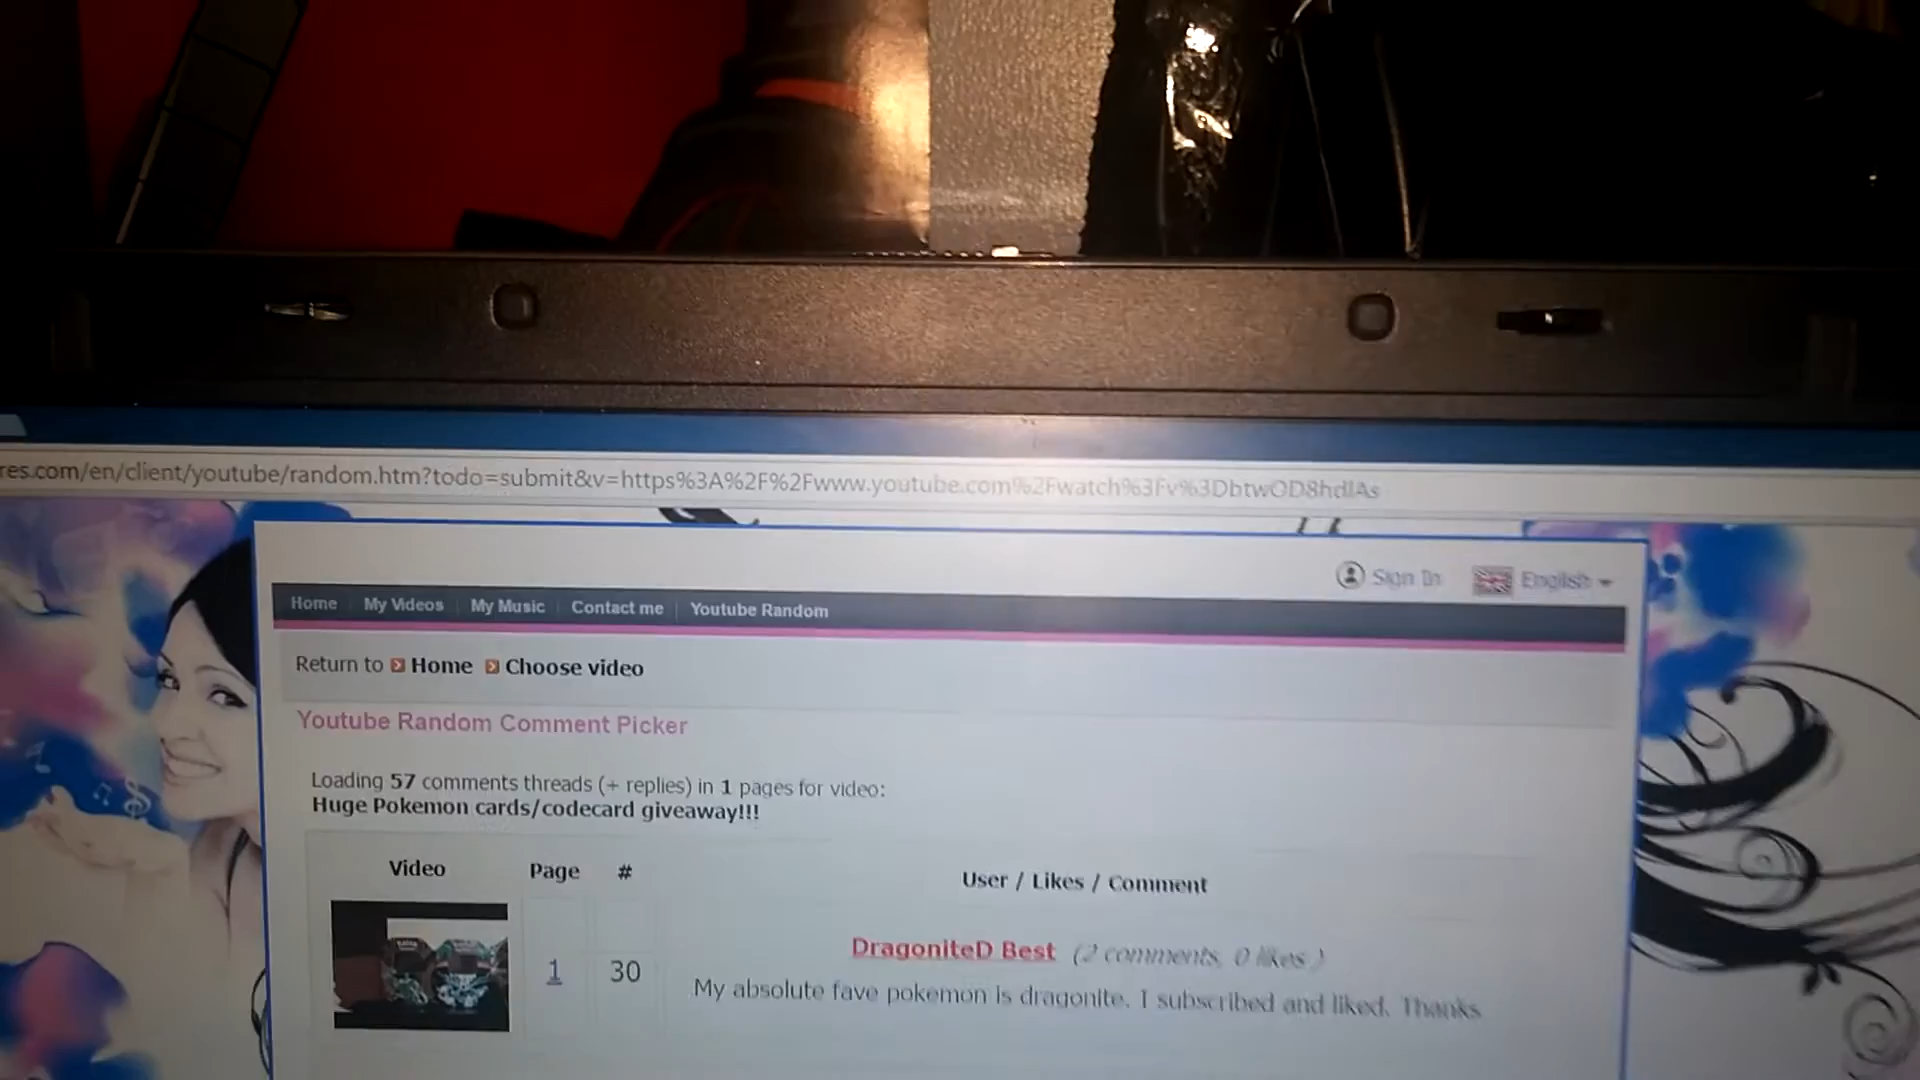 res.com/en/client/youtube/random.htm?todo=submit&v=https%3A%2F%2Fwww.youtube.com%2Fwatch%3Fv%3DbtwOD8hdlAs
Sign In English
Home My Videos My Music Contact me Youtube Random
Return to Home Choose video
Youtube Random Comment Picker
Loading 57 comments threads (+ replies) in 1 pages for video:
Huge Pokemon cards/codecard giveaway!!!
Video Page # User / Likes / Comment
DragoniteD Best (2 comments, 0 likes )
1 30
My absolute fave pokemon is dragonite. I subscribed and liked. Thanks